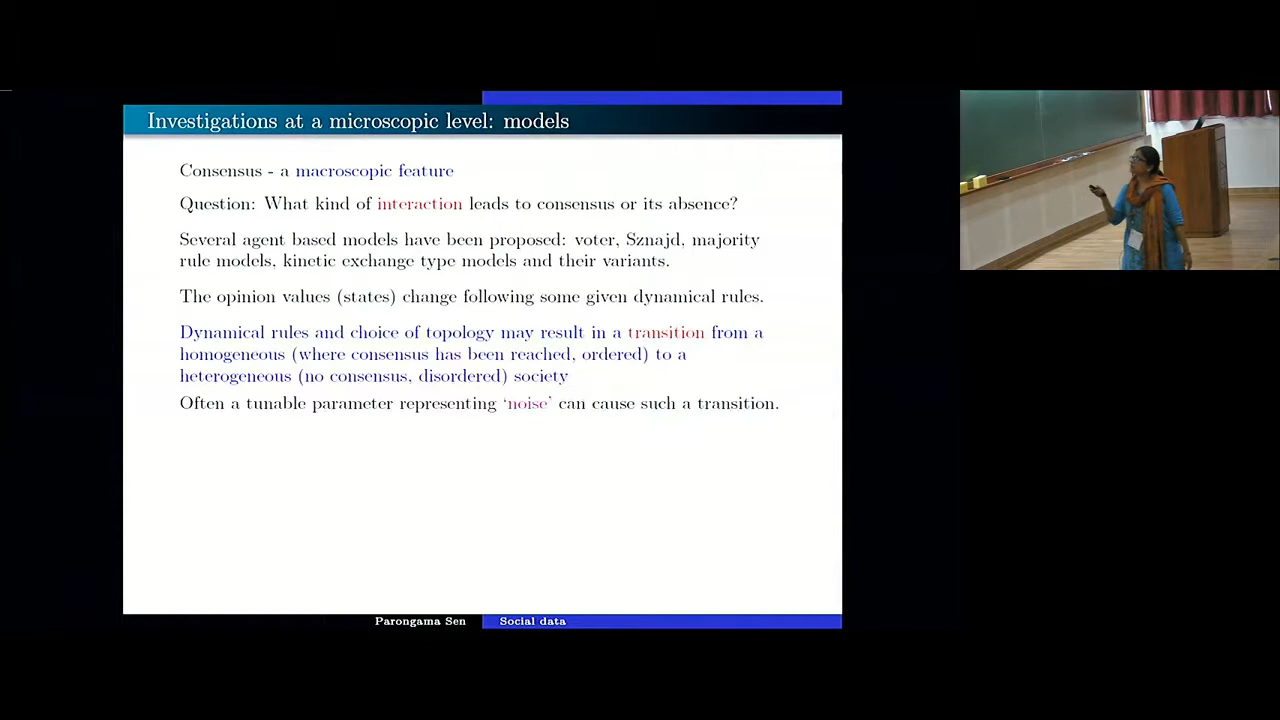 Investigations at a microscopic level: models
Consensus - a macroscopic feature
Question: What kind of interaction leads to consensus or its absence?
Several agent based models have been proposed: voter, Sznajd, majority
rule models, kinetic exchange type models and their variants.
The opinion values (states) change following some given dynamical rules.
Dynamical rules and choice of topology may result in a transition from a
homogeneous (where consensus has been reached, ordered) to a
heterogeneous (no consensus, disordered) society
Often a tunable parameter representing ‘noise’ can cause such a transition.
Parongama Sen
Social data